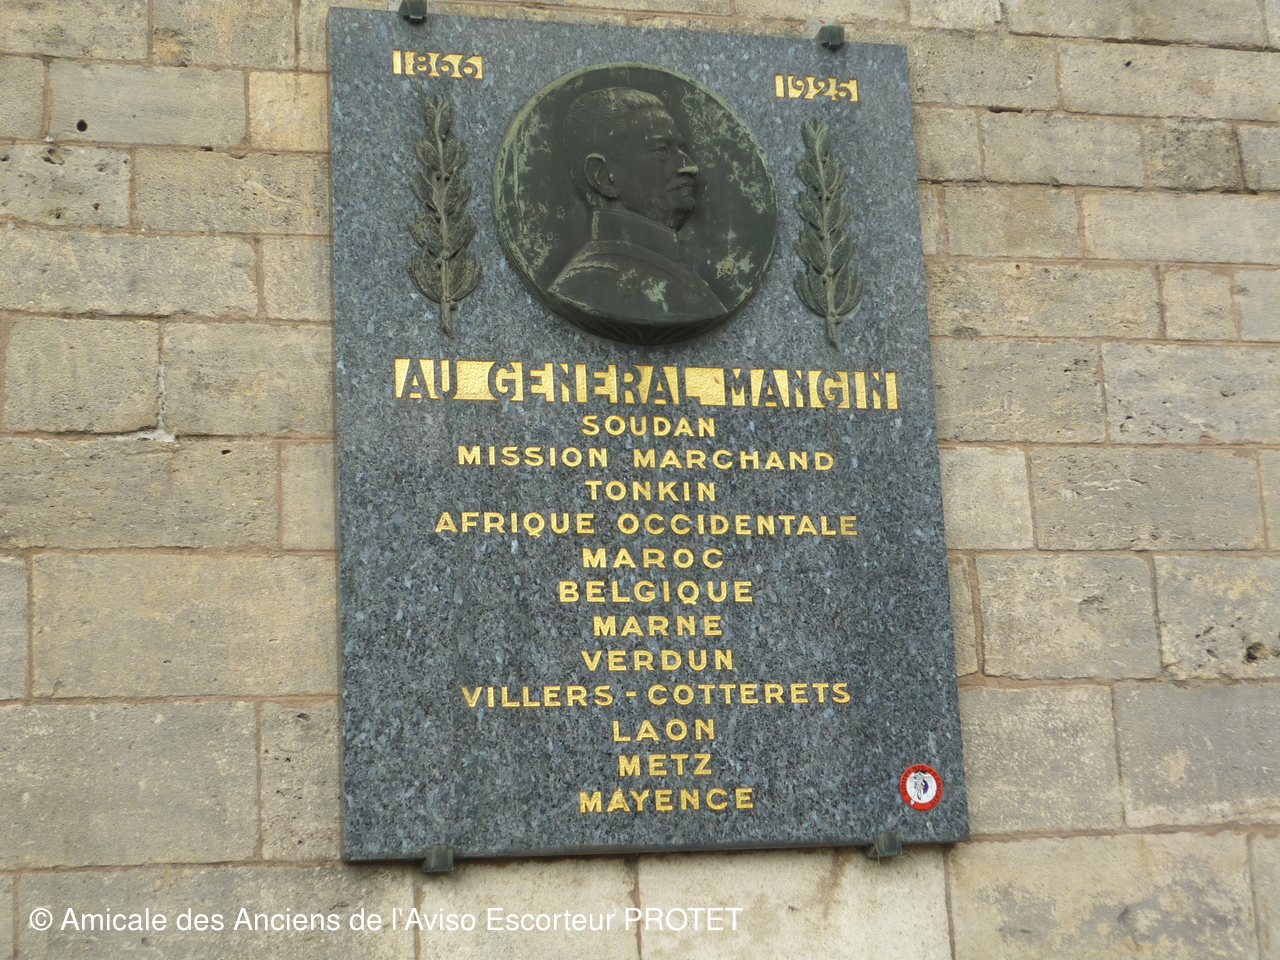 1866
1925
AU GENERAL MANGIN
SOUDAN
MISSION MARCHAND
TONKIN
AFRIQUE OCCIDENTALE
MAROC
BELGIQUE
MARNE
VERDUN
VILLERS-COTTERETS
LAON
METZ
MAYENCE
© Amicale des Anciens de l'Aviso Escorteur PROTET